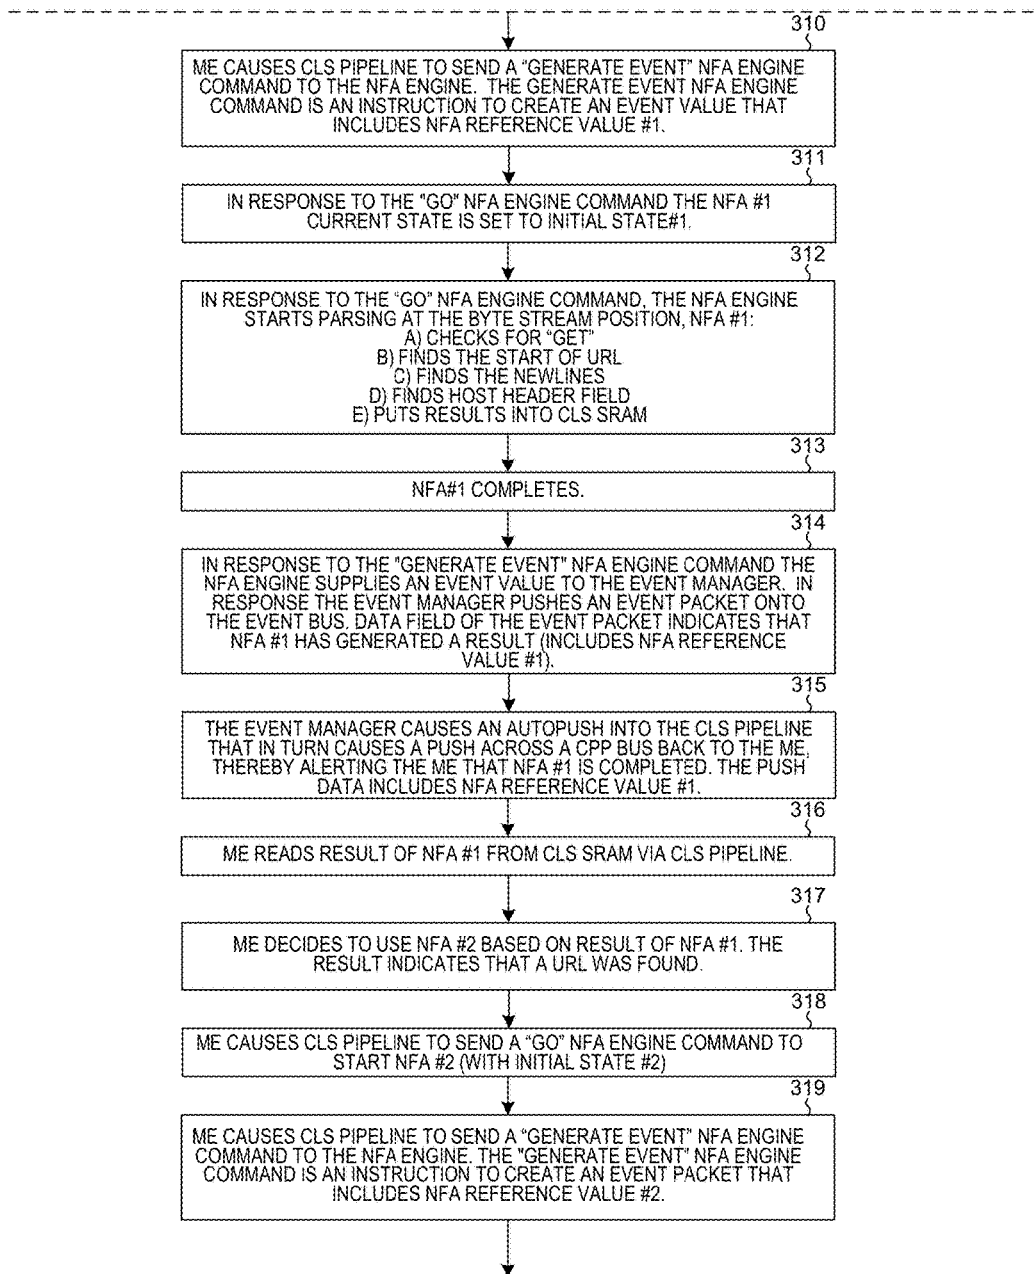 310
ME CAUSES CLS PIPELINE TO SEND A "GENERATE EVENT" NFA ENGINE
COMMAND TO THE NFA ENGINE. THE GENERATE EVENT NFA ENGINE
COMMAND IS AN INSTRUCTION TO CREATE AN EVENT VALUE THAT
INCLUDES NFA REFERENCE VALUE #1.
311
IN RESPONSE TO THE "GO" NFA ENGINE COMMAND THE NFA #1
CURRENT STATE IS SET TO INITIAL STATE#1.
312
IN RESPONSE TO THE "GO" NFA ENGINE COMMAND, THE NFA ENGINE
STARTS PARSING AT THE BYTE STREAM POSITION, NFA #1:
A) CHECKS FOR "GET"
B) FINDS THE START OF URL
C) FINDS THE NEWLINES
D) FINDS HOST HEADER FIELD
E) PUTS RESULTS INTO CLS SRAM
313
NFA#1 COMPLETES.
314
IN RESPONSE TO THE "GENERATE EVENT" NFA ENGINE COMMAND THE
NFA ENGINE SUPPLIES AN EVENT VALUE TO THE EVENT MANAGER. IN
RESPONSE THE EVENT MANAGER PUSHES AN EVENT PACKET ONTO
THE EVENT BUS. DATA FIELD OF THE EVENT PACKET INDICATES THAT
NFA #1 HAS GENERATED A RESULT (INCLUDES NFA REFERENCE
VALUE #1).
315
THE EVENT MANAGER CAUSES AN AUTOPUSH INTO THE CLS PIPELINE
THAT IN TURN CAUSES A PUSH ACROSS A CPP BUS BACK TO THE ME,
THEREBY ALERTING THE ME THAT NFA #1 IS COMPLETED. THE PUSH
DATA INCLUDES NFA REFERENCE VALUE #1.
316
ME READS RESULT OF NFA #1 FROM CLS SRAM VIA CLS PIPELINE.
317
ME DECIDES TO USE NFA #2 BASED ON RESULT OF NFA #1. THE
RESULT INDICATES THAT A URL WAS FOUND.
318
ME CAUSES CLS PIPELINE TO SEND A "GO" NFA ENGINE COMMAND TO
START NFA #2 (WITH INITIAL STATE #2)
319
ME CAUSES CLS PIPELINE TO SEND A "GENERATE EVENT" NFA ENGINE
COMMAND TO THE NFA ENGINE. THE "GENERATE EVENT" NFA ENGINE
COMMAND IS AN INSTRUCTION TO CREATE AN EVENT PACKET THAT
INCLUDES NFA REFERENCE VALUE #2.